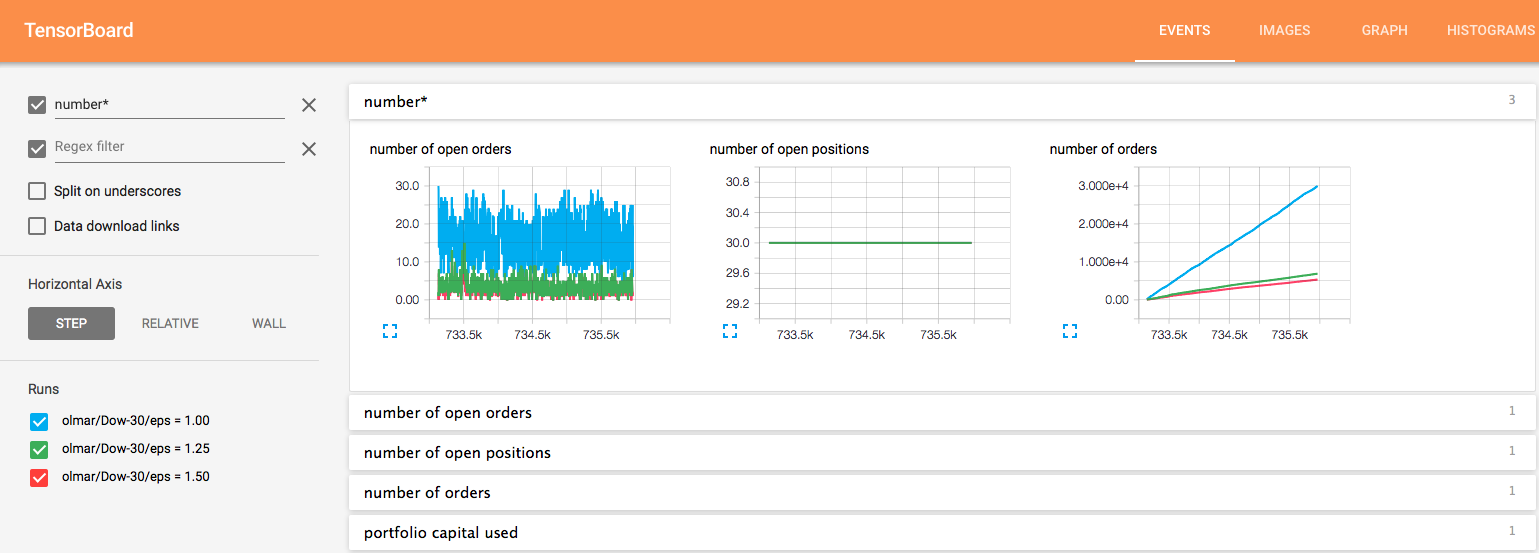 TensorBoard
EVENTS
IMAGES
GRAPH
HISTOGRAMS
number*
Regex filter
Split on underscores
Data download links
Horizontal Axis
STEP
RELATIVE
WALL
Runs
olmar/Dow-30/eps = 1.00
olmar/Dow-30/eps = 1.25
olmar/Dow-30/eps = 1.50
number*
3
number of open orders
30.0
20.0
10.0
0.00
733.5k
734.5k
735.5k
number of open positions
30.8
30.4
30.0
29.6
29.2
733.5k
734.5k
735.5k
number of orders
3.000e+4
2.000e+4
1.000e+4
0.00
733.5k
734.5k
735.5k
number of open orders
1
number of open positions
1
number of orders
1
portfolio capital used
1